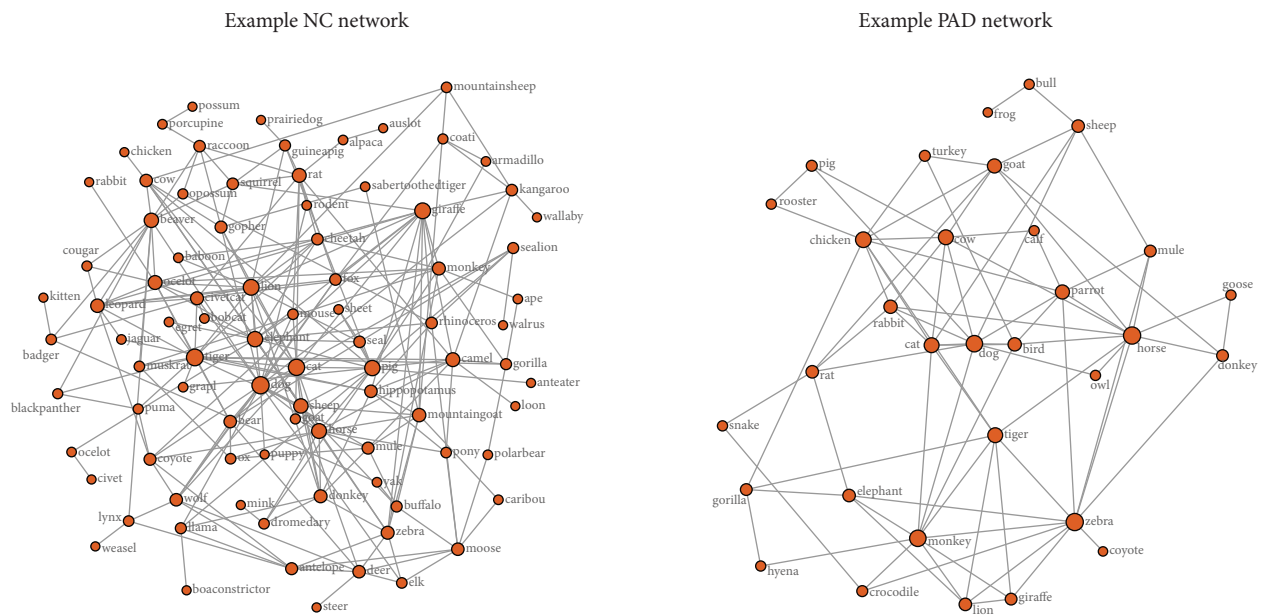 Example NC network
Example PAD network
mountainsheep
possum
porcupine
prairiedog
auslot
alpaca
coati
chicken
raccoon
guineapig
armadillo
rabbit
cow
opossum
squirrel
rat
sabertoothedtiger
kangaroo
rodent
giraffe
wallaby
beaver
gopher
cheetah
sealion
cougar
baboon
monkey
ocelot
lion
fox
kitten
leopard
civetcat
ape
egret
bobcat
mouse
sheet
rhinoceros
walrus
badger
jaguar
elephant
seal
tiger
muskrat
cat
pig
camel
gorilla
grapl
dog
hippopotamus
anteater
blackpanther
puma
sheep
goat
mountaingoat
loon
bear
horse
ocelot
coyote
ox
puppy
mule
pony
polarbear
civet
yak
wolf
mink
donkey
buffalo
caribou
lynx
llama
dromedary
zebra
weasel
moose
antelope
deer
elk
boaconstrictor
steer
bull
frog
sheep
turkey
goat
pig
rooster
chicken
cow
calf
mule
parrot
goose
rabbit
cat
dog
bird
horse
donkey
rat
owl
snake
tiger
gorilla
elephant
zebra
monkey
coyote
hyena
crocodile
giraffe
lion